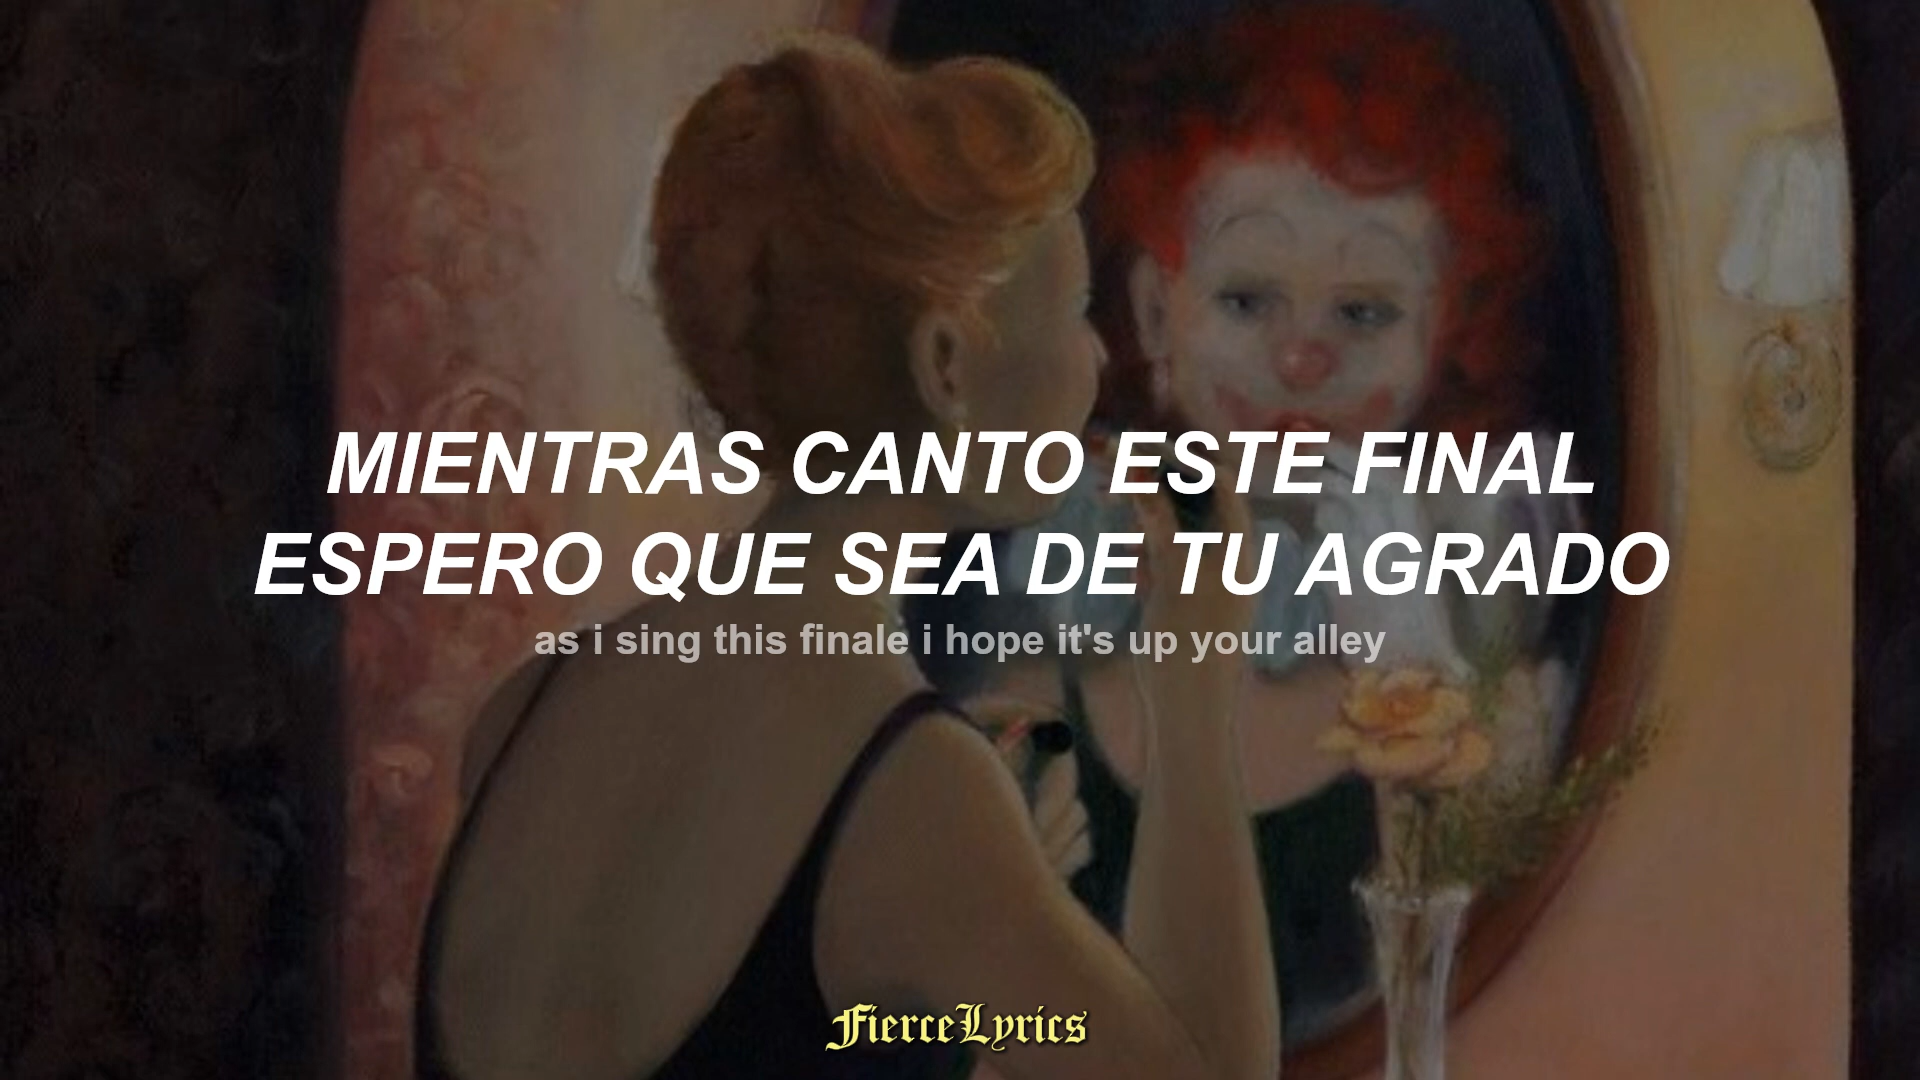 MIENTRAS CANTO ESTE FINAL
ESPERO QUE SEA DE TU AGRADO
as i sing this finale i hope it's up your alley
FierceLyrics